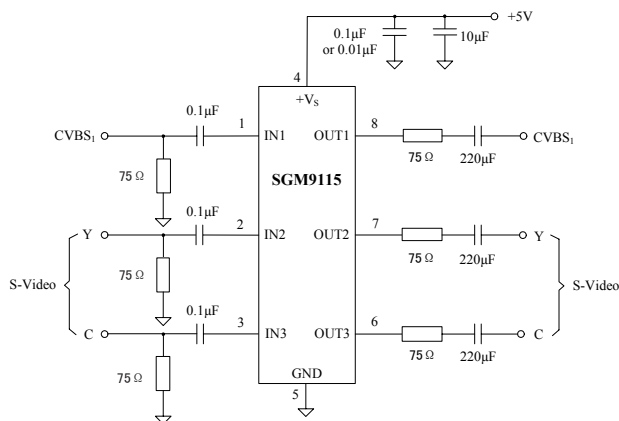 +5V
0.1µF
or 0.01µF
10µF
4
+VS
0.1µF
1
8
CVBS1
IN1
OUT1
CVBS1
75 Ω
220µF
75 Ω
SGM9115
0.1µF
2
7
Y
IN2
OUT2
Y
75 Ω
220µF
75 Ω
S-Video
S-Video
0.1µF
3
6
C
IN3
OUT3
C
75 Ω
220µF
75 Ω
GND
5